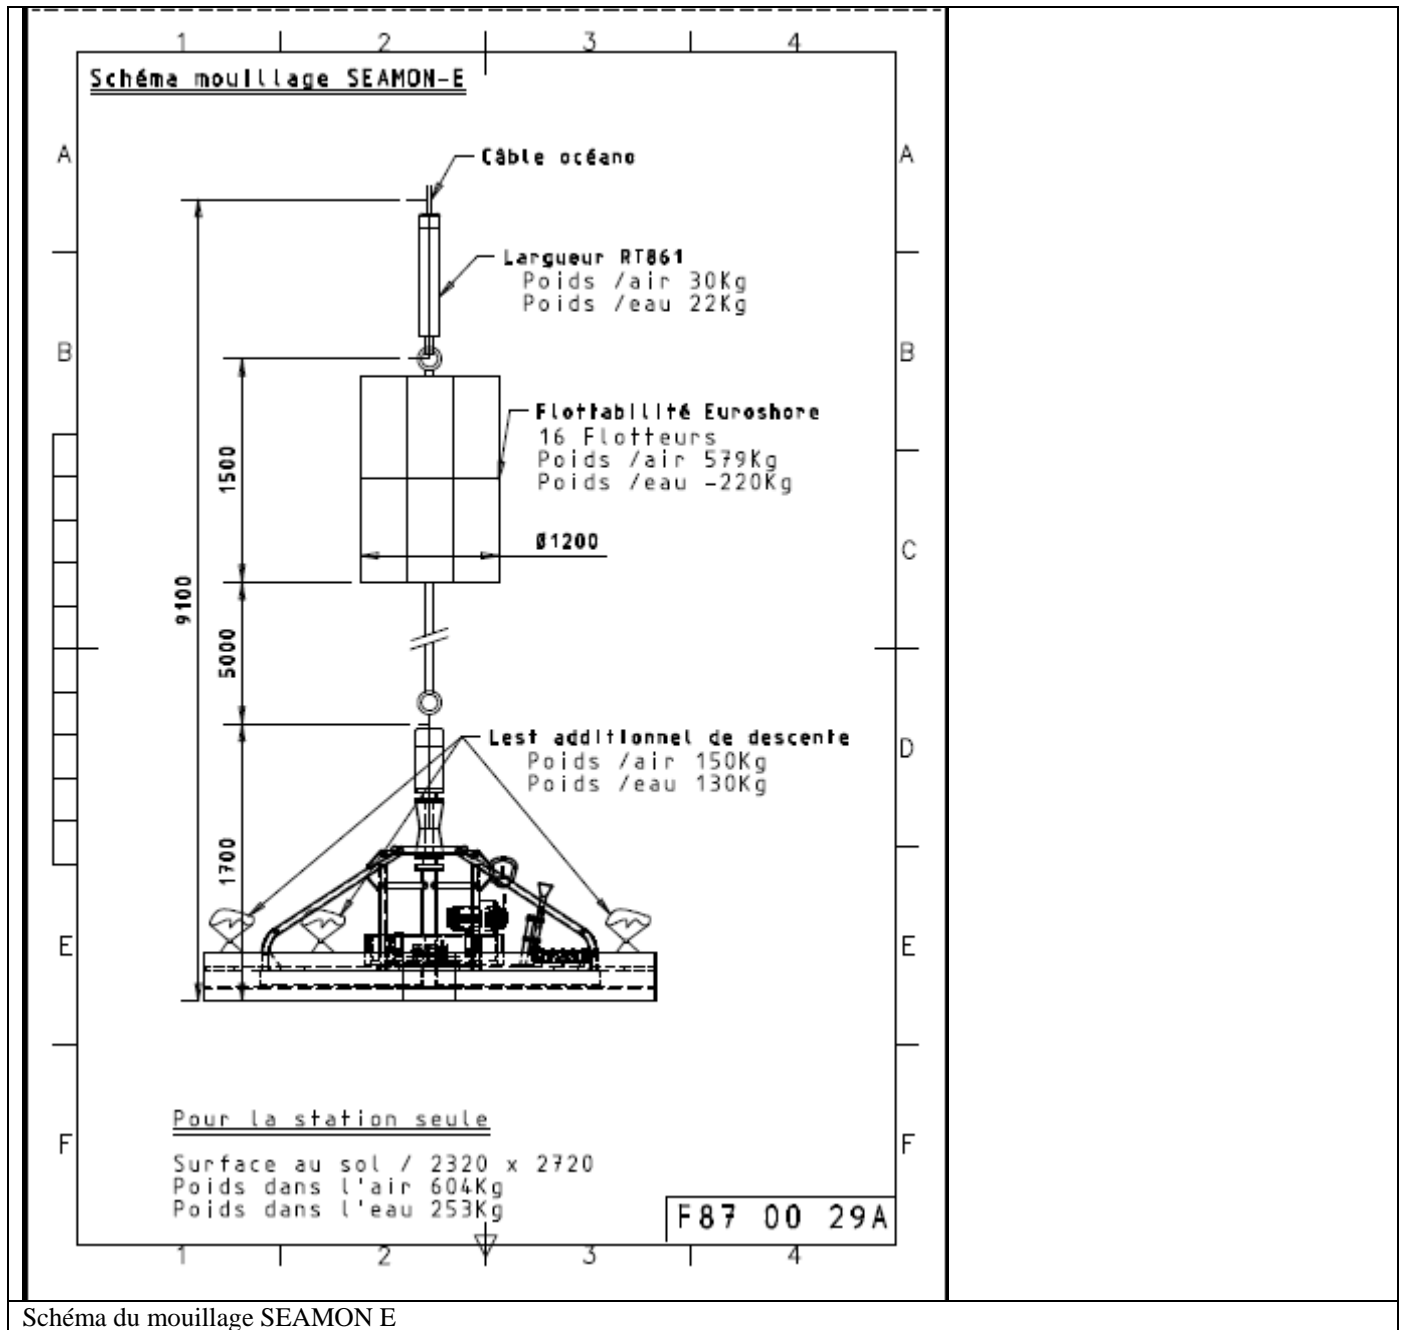 1 2 3 4
Schéma mouillage SEAMON-E
A A
Câble océano
Largueur RT861
Poids /air 30Kg
Poids /eau 22Kg
B B
Flottabilité Euroshore
16 Flotteurs
Poids /air 579Kg
Poids /eau -220Kg
1500
Ø1200
C
9100
5000
Lest additionnel de descente
D
Poids /air 150Kg
Poids /eau 130Kg
1700
E E
Pour la station seule
F F
Surface au sol / 2320 x 2720
Poids dans l'air 604Kg
Poids dans l'eau 253Kg
F87 00 29A
1 2 3 4
Schéma du mouillage SEAMON E